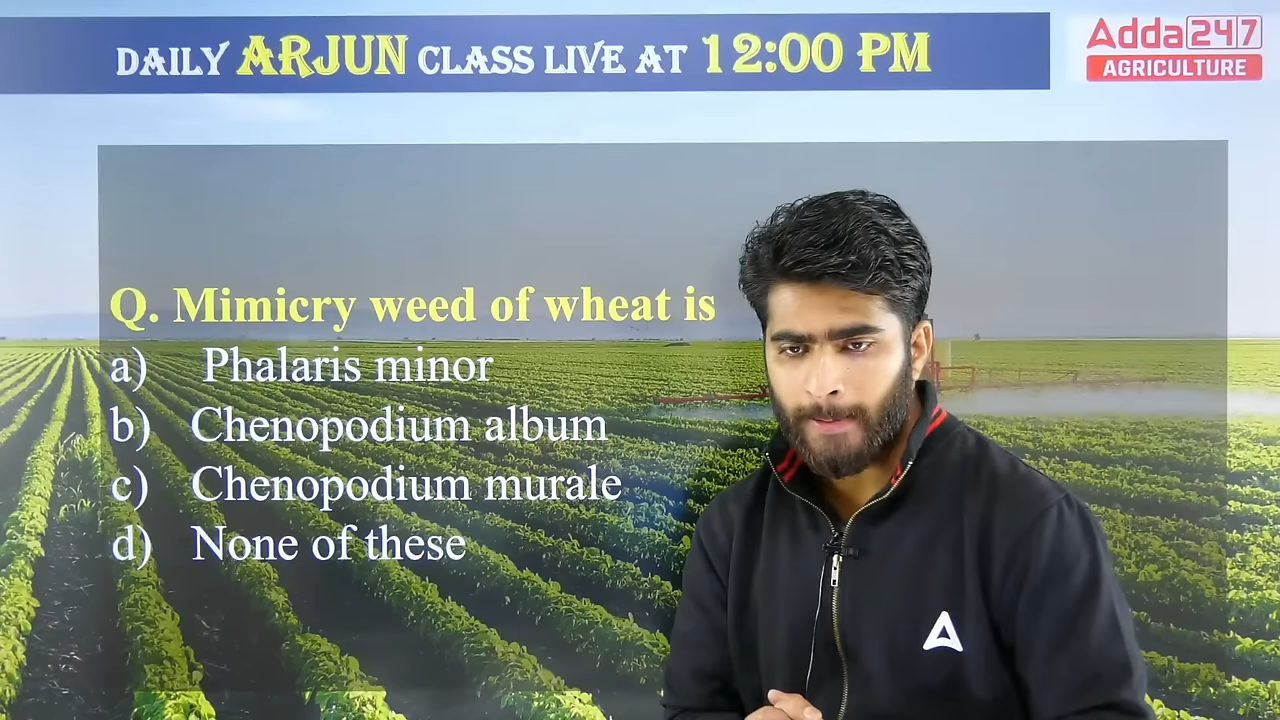 DAILY ARJUN CLASS LIVE AT 12:00 PM
Adda247
AGRICULTURE
Q. Mimicry weed of wheat is
a) Phalaris minor
b) Chenopodium album
c) Chenopodium murale
d) None of these